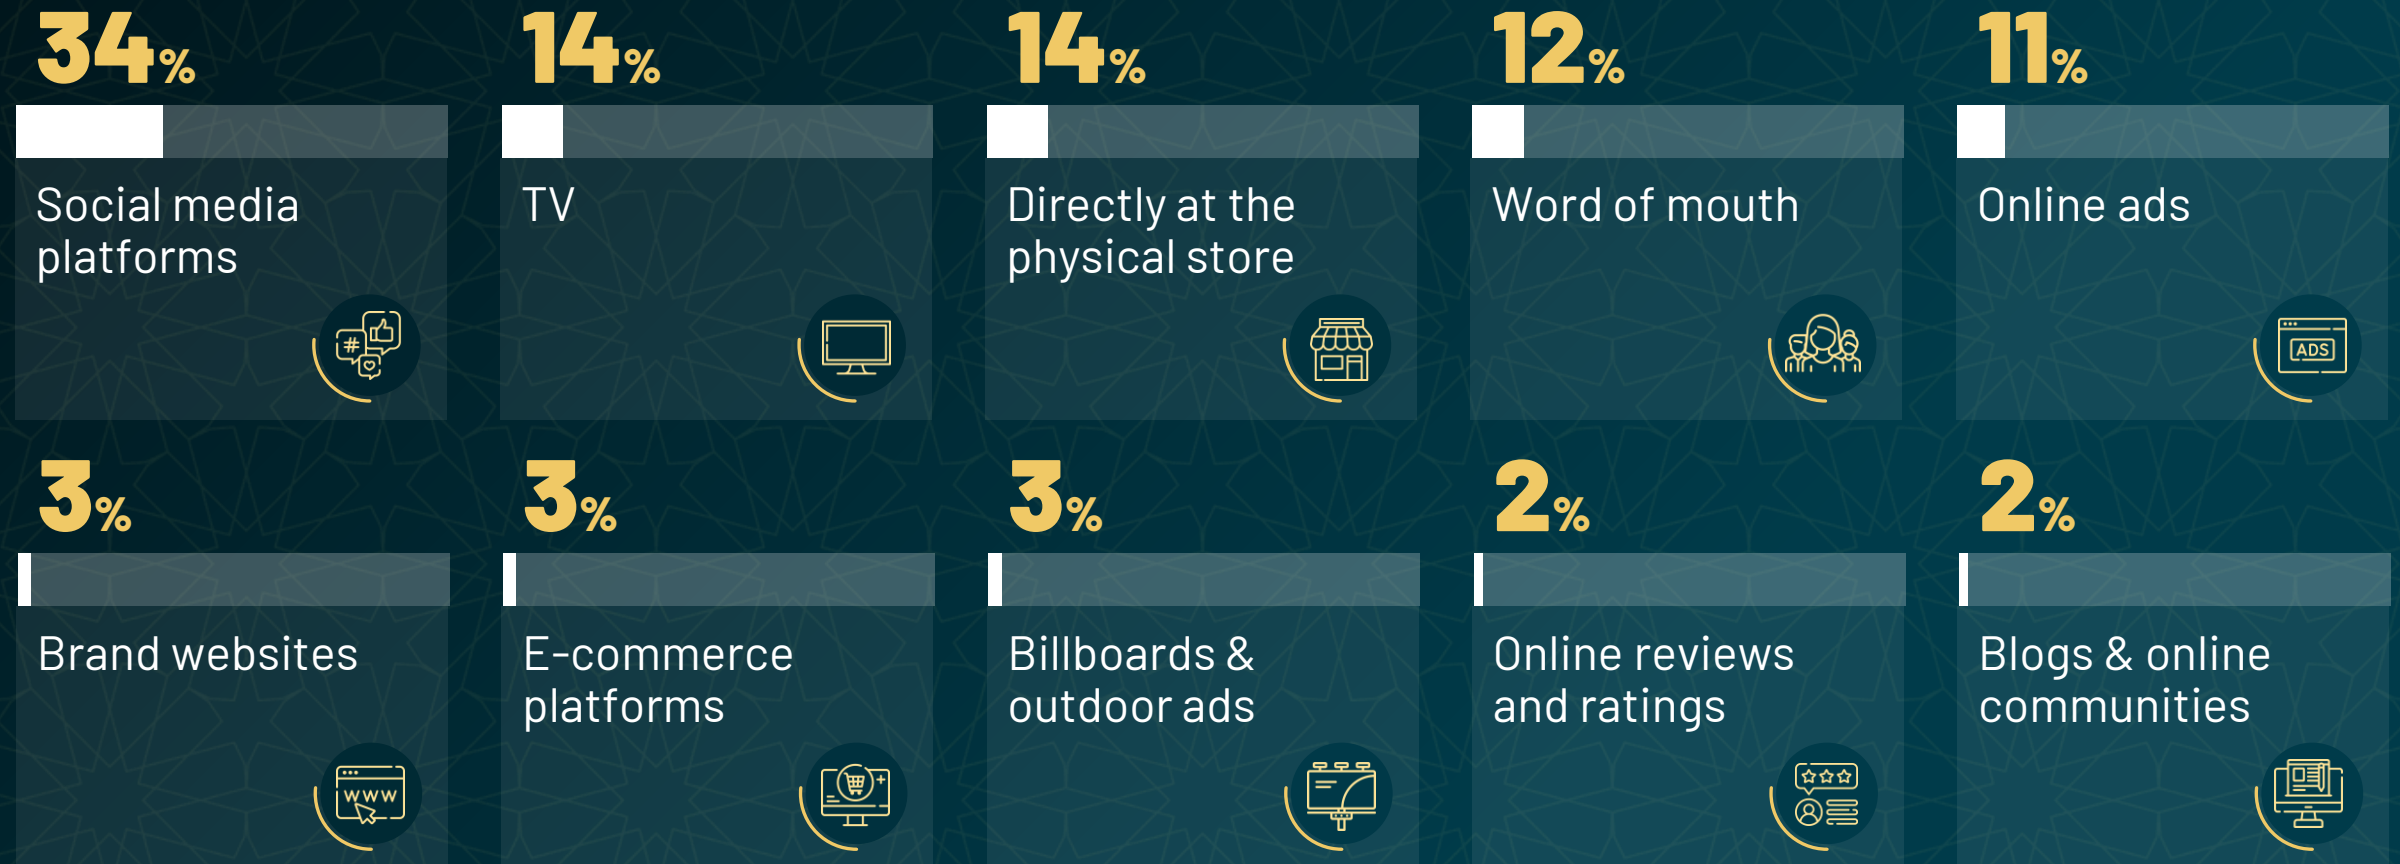 34%
14%
14%
12%
11%
Social media
platforms
TV
Directly at the
physical store
Word of mouth
Online ads
#
ADS
3%
3%
3%
2%
2%
Brand websites
E-commerce
platforms
Billboards &
outdoor ads
Online reviews
and ratings
Blogs & online
communities
WWW